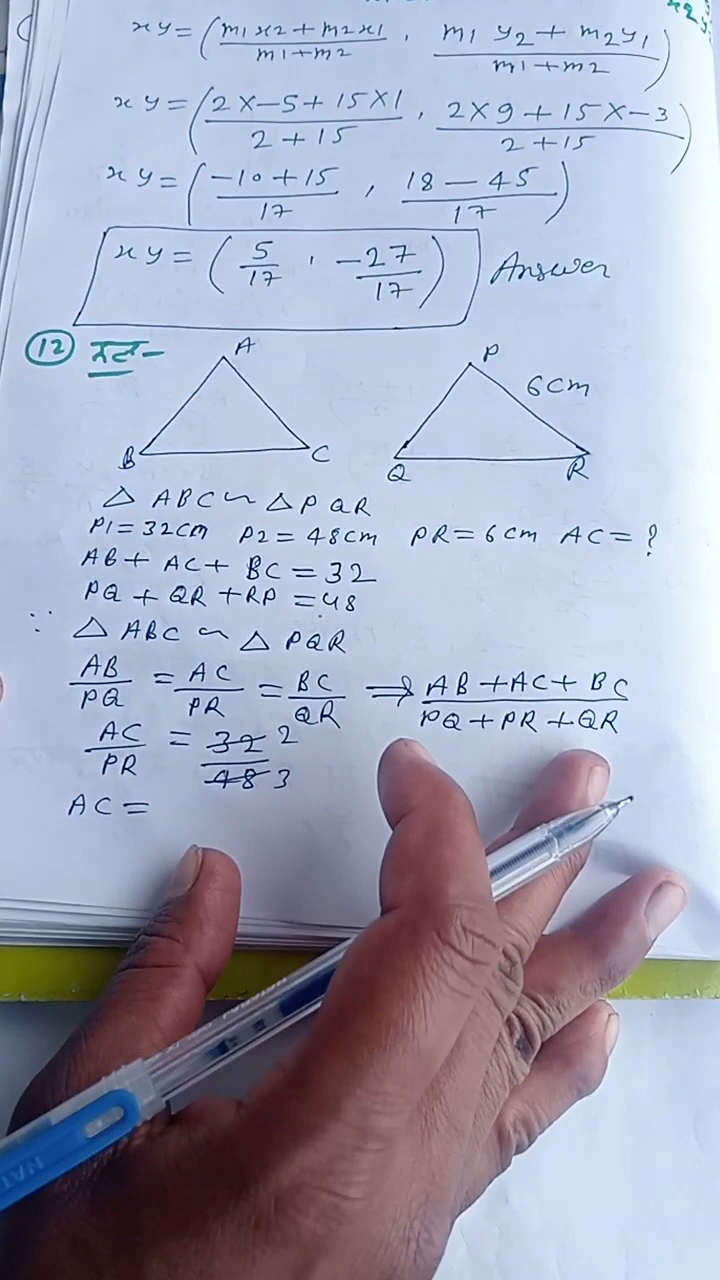 x2 y
xy = (m1x2 + m2x1 / m1+m2 , m1 y2 + m2y1 / m1+m2)
xy = (2×-5+15×1 / 2+15 , 2×9+15×-3 / 2+15)
xy = (-10+15 / 17 , 18-45 / 17)
xy = (5/17 , -27/17) Answer
12 हल-
A
P
6cm
B C Q R
△ ABC ∽ △PQR
P1=32cm P2=48cm PR=6cm AC=?
AB+ AC+ BC=32
PQ + QR +RP=48
∵ △ ABC ∽ △ PQR
AB/PQ = AC/PR = BC/QR ⇒ AB+AC+BC / PQ+PR+QR
AC/PR = 32 2 / 48 3
AC=